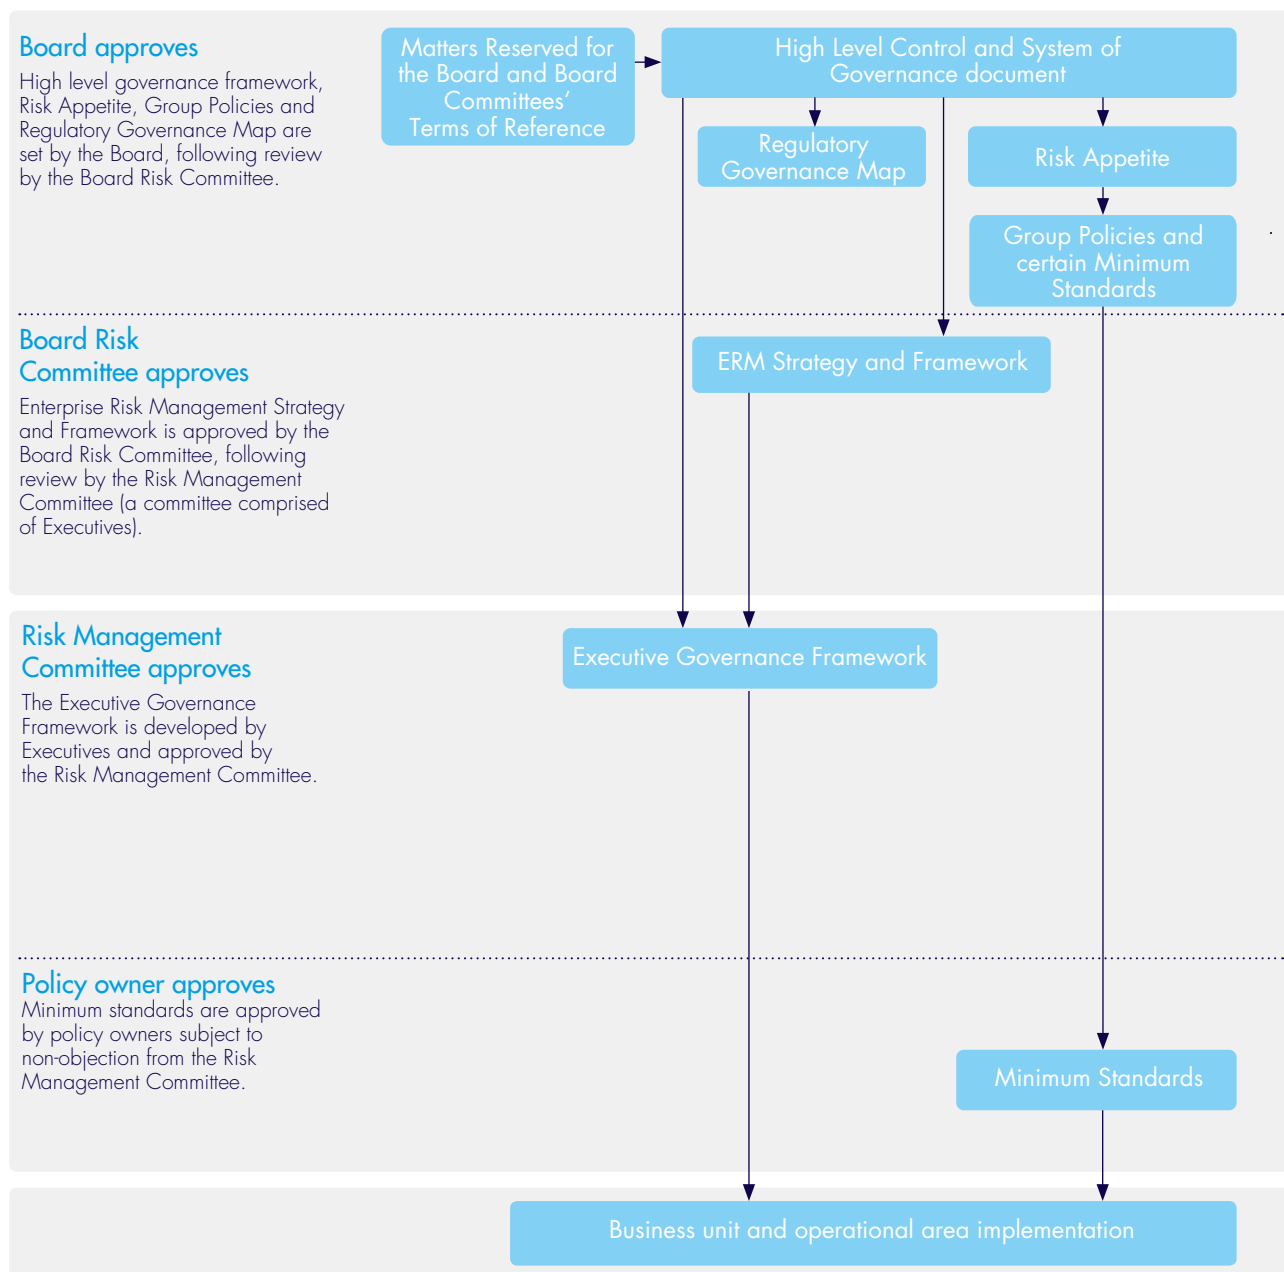 Board approves
High level governance framework,
Risk Appetite, Group Policies and
Regulatory Governance Map are
set by the Board, following review
by the Board Risk Committee.
Matters Reserved for
the Board and Board
Committees’
Terms of Reference
High Level Control and System of
Governance document
Regulatory
Governance Map
Risk Appetite
Group Policies and
certain Minimum
Standards
Board Risk
Committee approves
Enterprise Risk Management Strategy
and Framework is approved by the
Board Risk Committee, following
review by the Risk Management
Committee (a committee comprised
of Executives).
ERM Strategy and Framework
Risk Management
Committee approves
The Executive Governance
Framework is developed by
Executives and approved by
the Risk Management Committee.
Executive Governance Framework
Policy owner approves
Minimum standards are approved
by policy owners subject to
non-objection from the Risk
Management Committee.
Minimum Standards
Business unit and operational area implementation